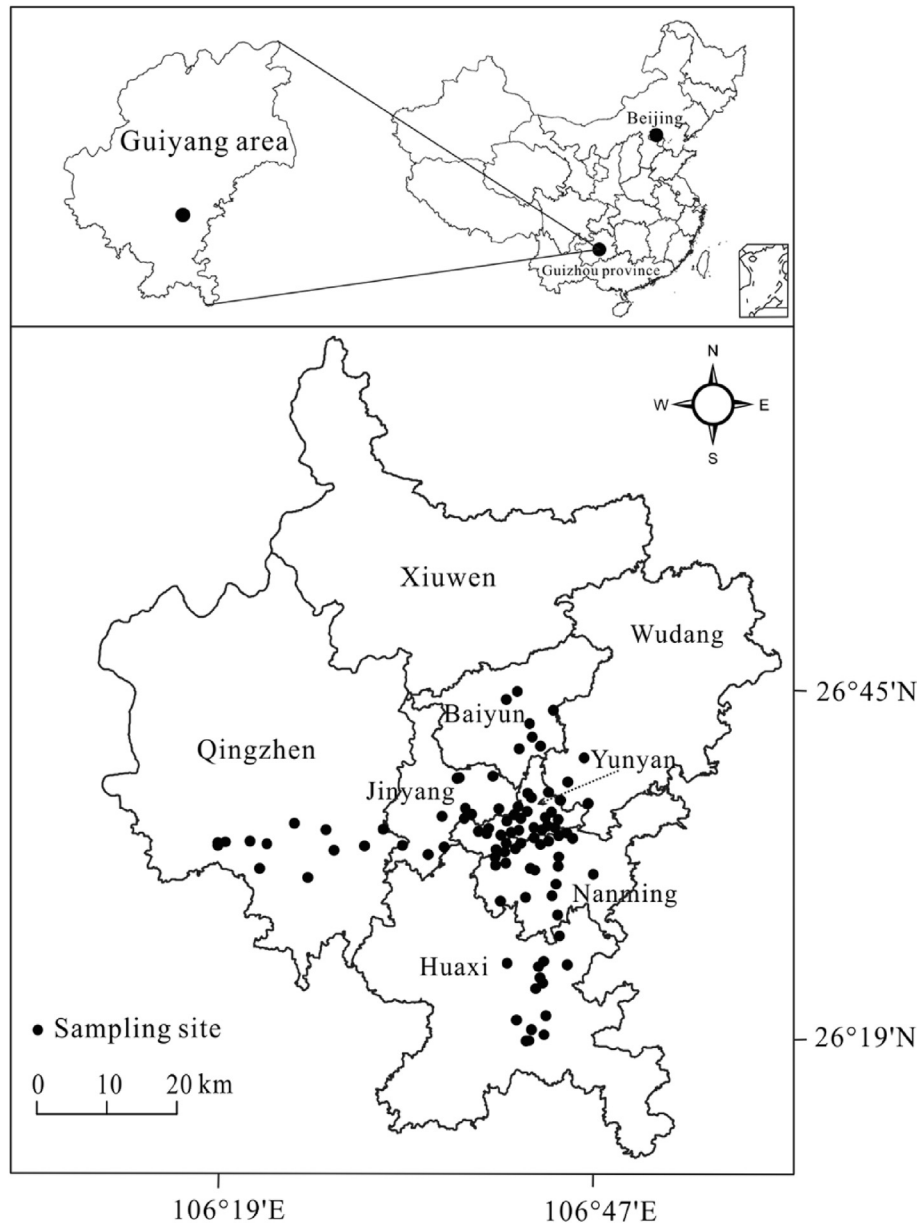 Guiyang area
Beijing
Guizhou province
N
W
E
S
Xiuwen
Wudang
26°45'N
Baiyun
Qingzhen
Yunyan
Jinyang
Nanming
Huaxi
Sampling site
26°19'N
0 10 20 km
106°19'E
106°47'E